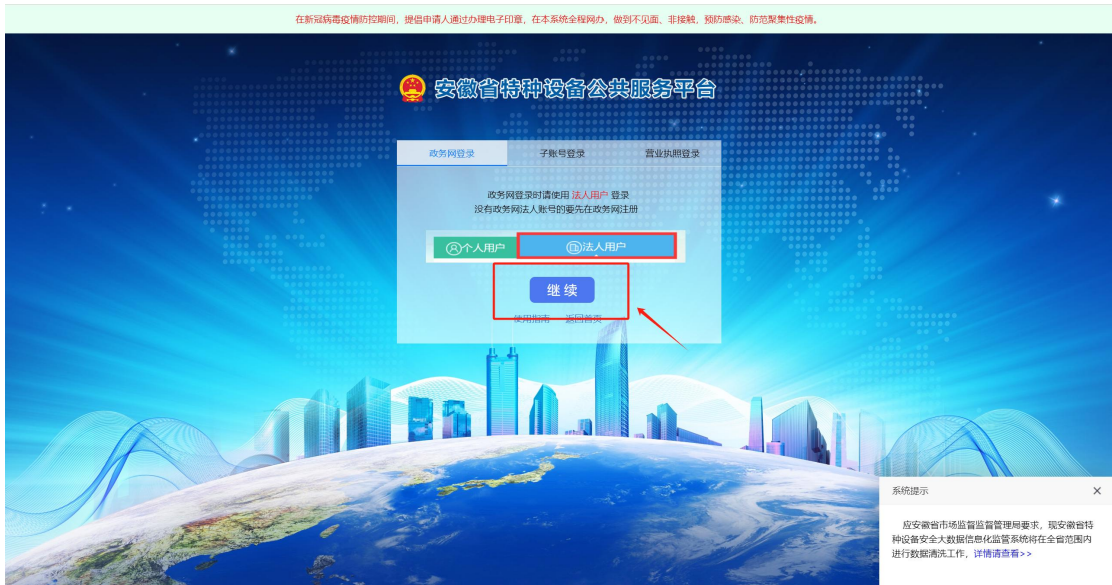 在新冠病毒疫情防控期间，提倡申请人通过办理电子印章，在本系统全程网办，做到不见面、非接触，预防感染、防范聚集性疫情。
安徽省特种设备公共服务平台
政务网登录 子账号登录 营业执照登录
政务网登录时请使用 法人用户 登录
没有政务网法人账号的要先在政务网注册
个人用户 法人用户
继续
使用指南 返回首页
系统提示 ×
应安徽省市场监督监督管理局要求，现安徽省特
种设备安全大数据信息化监管系统将在全省范围内
进行数据清洗工作，详情请查看>>